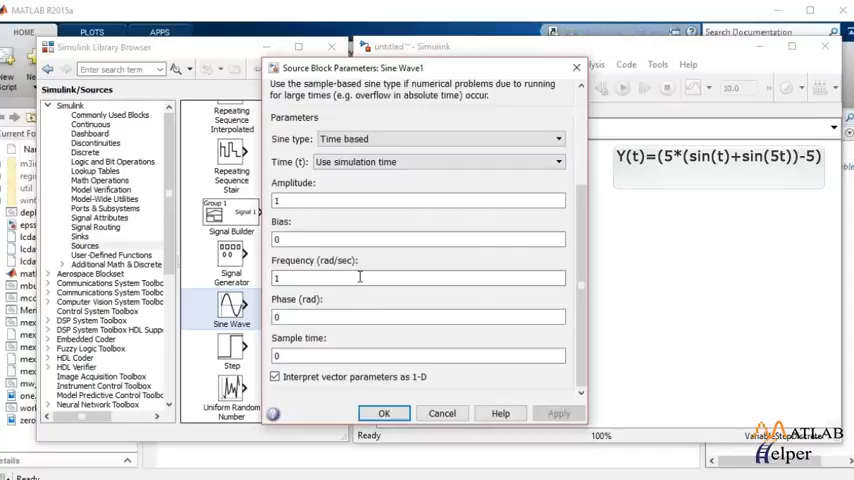 MATLAB R2015a
HOME
PLOTS
APPS
Search Documentation
New
Script
Simulink Library Browser
untitled - Simulink
Enter search term
Simulink/Sources
Simulink
Commonly Used Blocks
Continuous
Dashboard
Discontinuities
Discrete
Logic and Bit Operations
Lookup Tables
Math Operations
Model Verification
Model-Wide Utilities
Ports & Subsystems
Signal Attributes
Signal Routing
Sinks
Sources
User-Defined Functions
Additional Math & Discrete
Aerospace Blockset
Communications System Toolbox
Communications System Toolbox
Computer Vision System Toolbox
Control System Toolbox
DSP System Toolbox
DSP System Toolbox HDL Supp
Embedded Coder
Fuzzy Logic Toolbox
HDL Coder
HDL Verifier
Image Acquisition Toolbox
Instrument Control Toolbox
Model Predictive Control Toolbox
Neural Network Toolbox
Repeating
Sequence
Interpolated
Repeating
Sequence
Stair
Group 1
Signal 1
Signal Builder
Signal
Generator
Sine Wave
Step
Uniform Random
Number
Source Block Parameters: Sine Wave1
Use the sample-based sine type if numerical problems due to running
for large times (e.g. overflow in absolute time) occur.
Parameters
Sine type: Time based
Time (t): Use simulation time
Amplitude:
1
Bias:
0
Frequency (rad/sec):
1
Phase (rad):
0
Sample time:
0
Interpret vector parameters as 1-D
OK
Cancel
Help
Apply
Code
Tools
Help
10.0
Y(t)=(5*(sin(t)+sin(5t))-5)
Ready
100%
VariableStepDiscrete
MATLAB
Helper
Ready